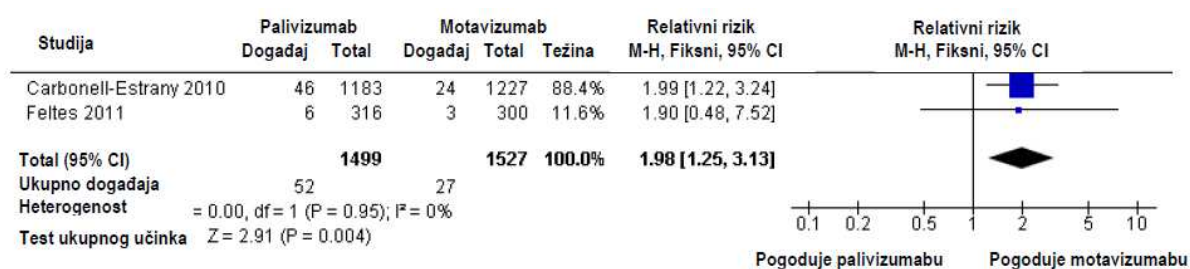 Studija Palivizumab Motavizumab Relativni rizik Relativni rizik
Događaj Total Događaj Total Težina M-H, Fiksni, 95% CI M-H, Fiksni, 95% CI
Carbonell-Estrany 2010 46 1183 24 1227 88.4% 1.99 [1.22, 3.24]
Feltes 2011 6 316 3 300 11.6% 1.90 [0.48, 7.52]
Total (95% CI) 1499 1527 100.0% 1.98 [1.25, 3.13]
Ukupno događaja 52 27
Heterogenost = 0.00, df = 1 (P = 0.95); I² = 0%
Test ukupnog učinka Z = 2.91 (P = 0.004)
0.1 0.2 0.5 1 2 5 10
Pogoduje palivizumabu Pogoduje motavizumabu